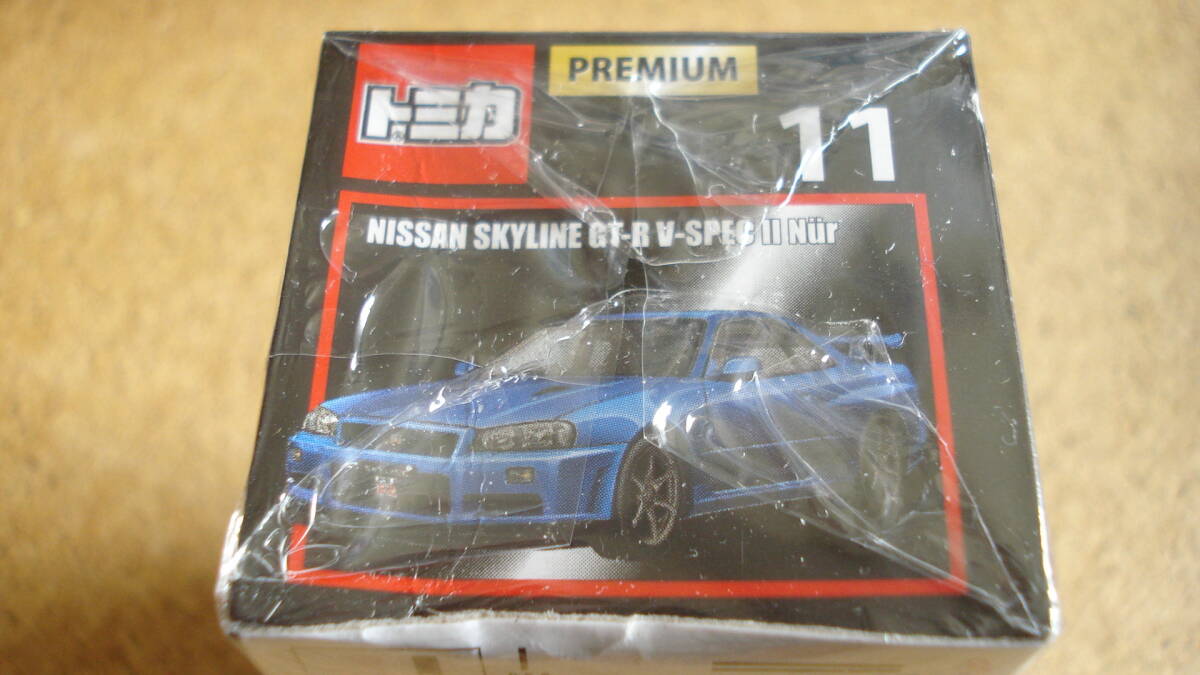 トミカ
PREMIUM
11
NISSAN SKYLINE GT-R V-SPEC II Nür